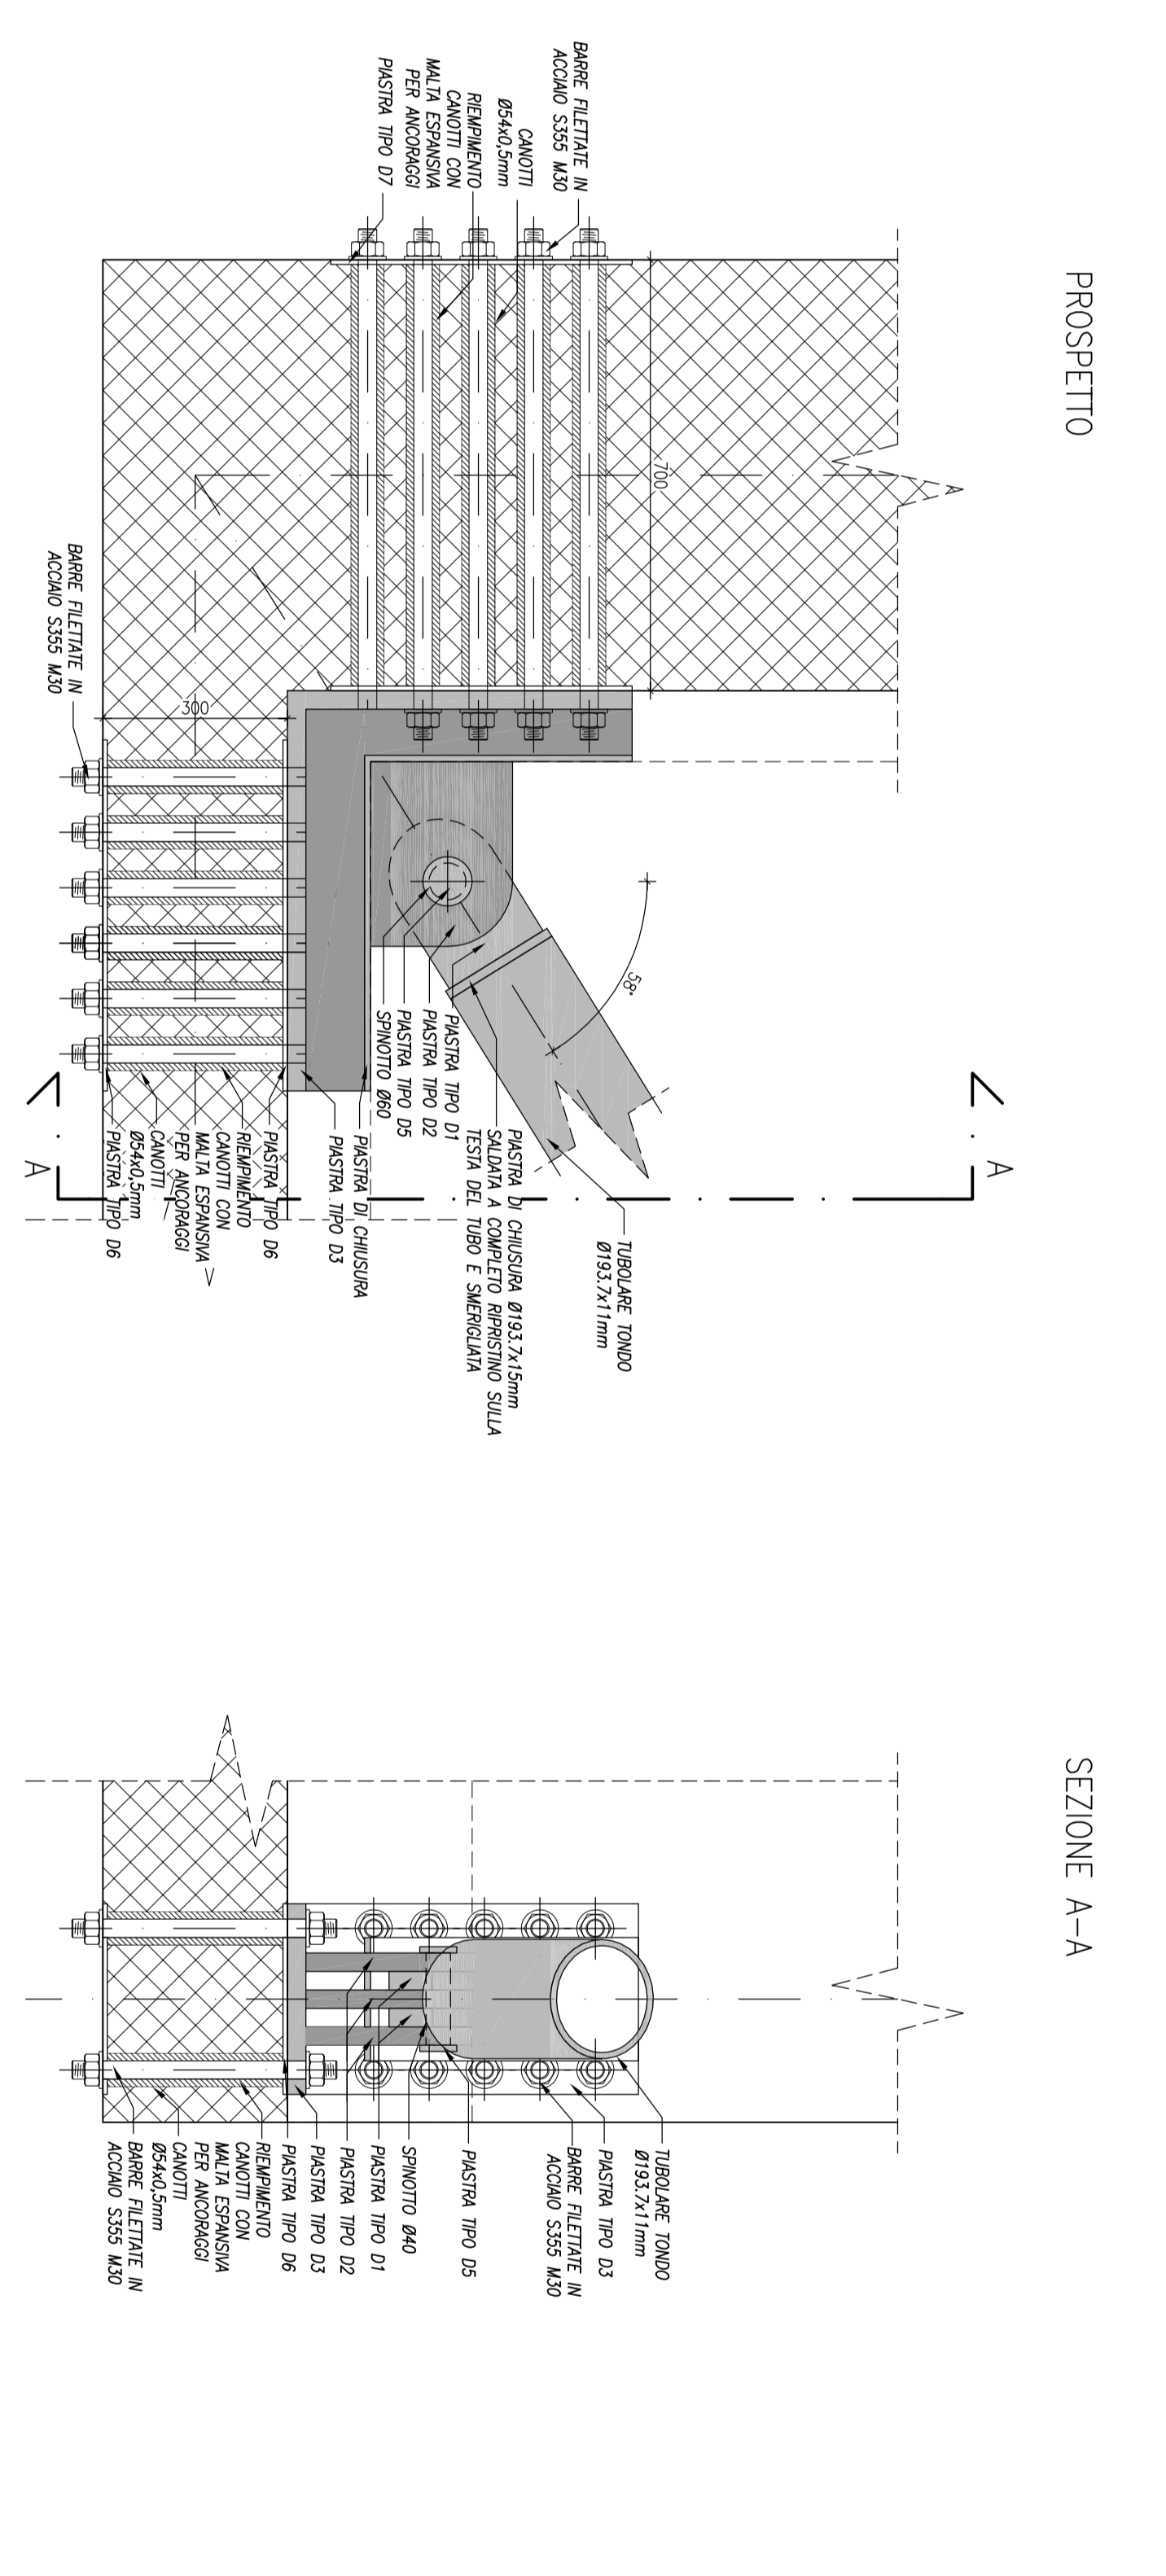 PROSPETTO
BARRE FILETTATE IN
ACCIAIO S355 M30
CANOTTI
Ø54x0,5mm
RIEMPIMENTO
CANOTTI CON
MALTA ESPANSIVA
PER ANCORAGGI
PIASTRA TIPO D7
700
300
58°
BARRE FILETTATE IN
ACCIAIO S355 M30
A
A
TUBOLARE TONDO
Ø193.7x11mm
PIASTRA DI CHIUSURA Ø193.7x15mm
SALDATA A COMPLETO RIPRISTINO SULLA
TESTA DEL TUBO E SMERIGLIATA
PIASTRA TIPO D1
PIASTRA TIPO D2
PIASTRA TIPO D5
SPINOTTO Ø60
PIASTRA DI CHIUSURA
PIASTRA TIPO D3
PIASTRA TIPO D6
RIEMPIMENTO
CANOTTI CON
MALTA ESPANSIVA
PER ANCORAGGI
CANOTTI
Ø54x0,5mm
PIASTRA TIPO D6
SEZIONE A-A
TUBOLARE TONDO
Ø193.7x11mm
PIASTRA TIPO D3
BARRE FILETTATE IN
ACCIAIO S355 M30
PIASTRA TIPO D5
SPINOTTO Ø40
PIASTRA TIPO D1
PIASTRA TIPO D2
PIASTRA TIPO D3
PIASTRA TIPO D6
RIEMPIMENTO
CANOTTI CON
MALTA ESPANSIVA
PER ANCORAGGI
CANOTTI
Ø54x0,5mm
BARRE FILETTATE IN
ACCIAIO S355 M30